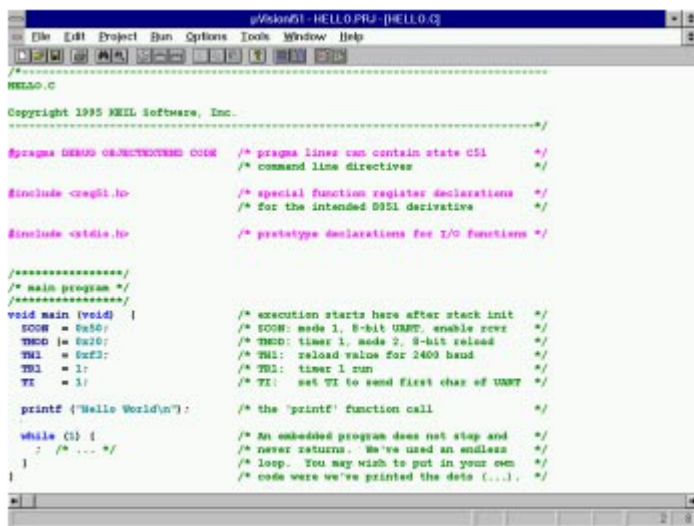 µVision/51 - HELLO.PRJ - [HELLO.C]
File Edit Project Run Options Tools Window Help
/*------------------------------------------------------------------------------
HELLO.C

Copyright 1995 KEIL Software, Inc.
------------------------------------------------------------------------------*/

#pragma DEBUG OBJECTEXTEND CODE /* pragma lines can contain state C51 */
/* command line directives */

#include <reg51.h> /* special function register declarations */
/* for the intended 8051 derivative */

#include <stdio.h> /* prototype declarations for I/O functions */

/****************/
/* main program */
/****************/
void main (void) { /* execution starts here after stack init */
SCON = 0x50; /* SCON: mode 1, 8-bit UART, enable rcvr */
TMOD |= 0x20; /* TMOD: timer 1, mode 2, 8-bit reload */
TH1 = 0xf3; /* TH1: reload value for 2400 baud */
TR1 = 1; /* TR1: timer 1 run */
TI = 1; /* TI: set TI to send first char of UART */

printf ("Hello World\n"); /* the 'printf' function call */

while (1) { /* An embedded program does not stop and */
; /* ... */ /* never returns. We've used an endless */
} /* loop. You may wish to put in your own */
} /* code were we've printed the dots (...). */